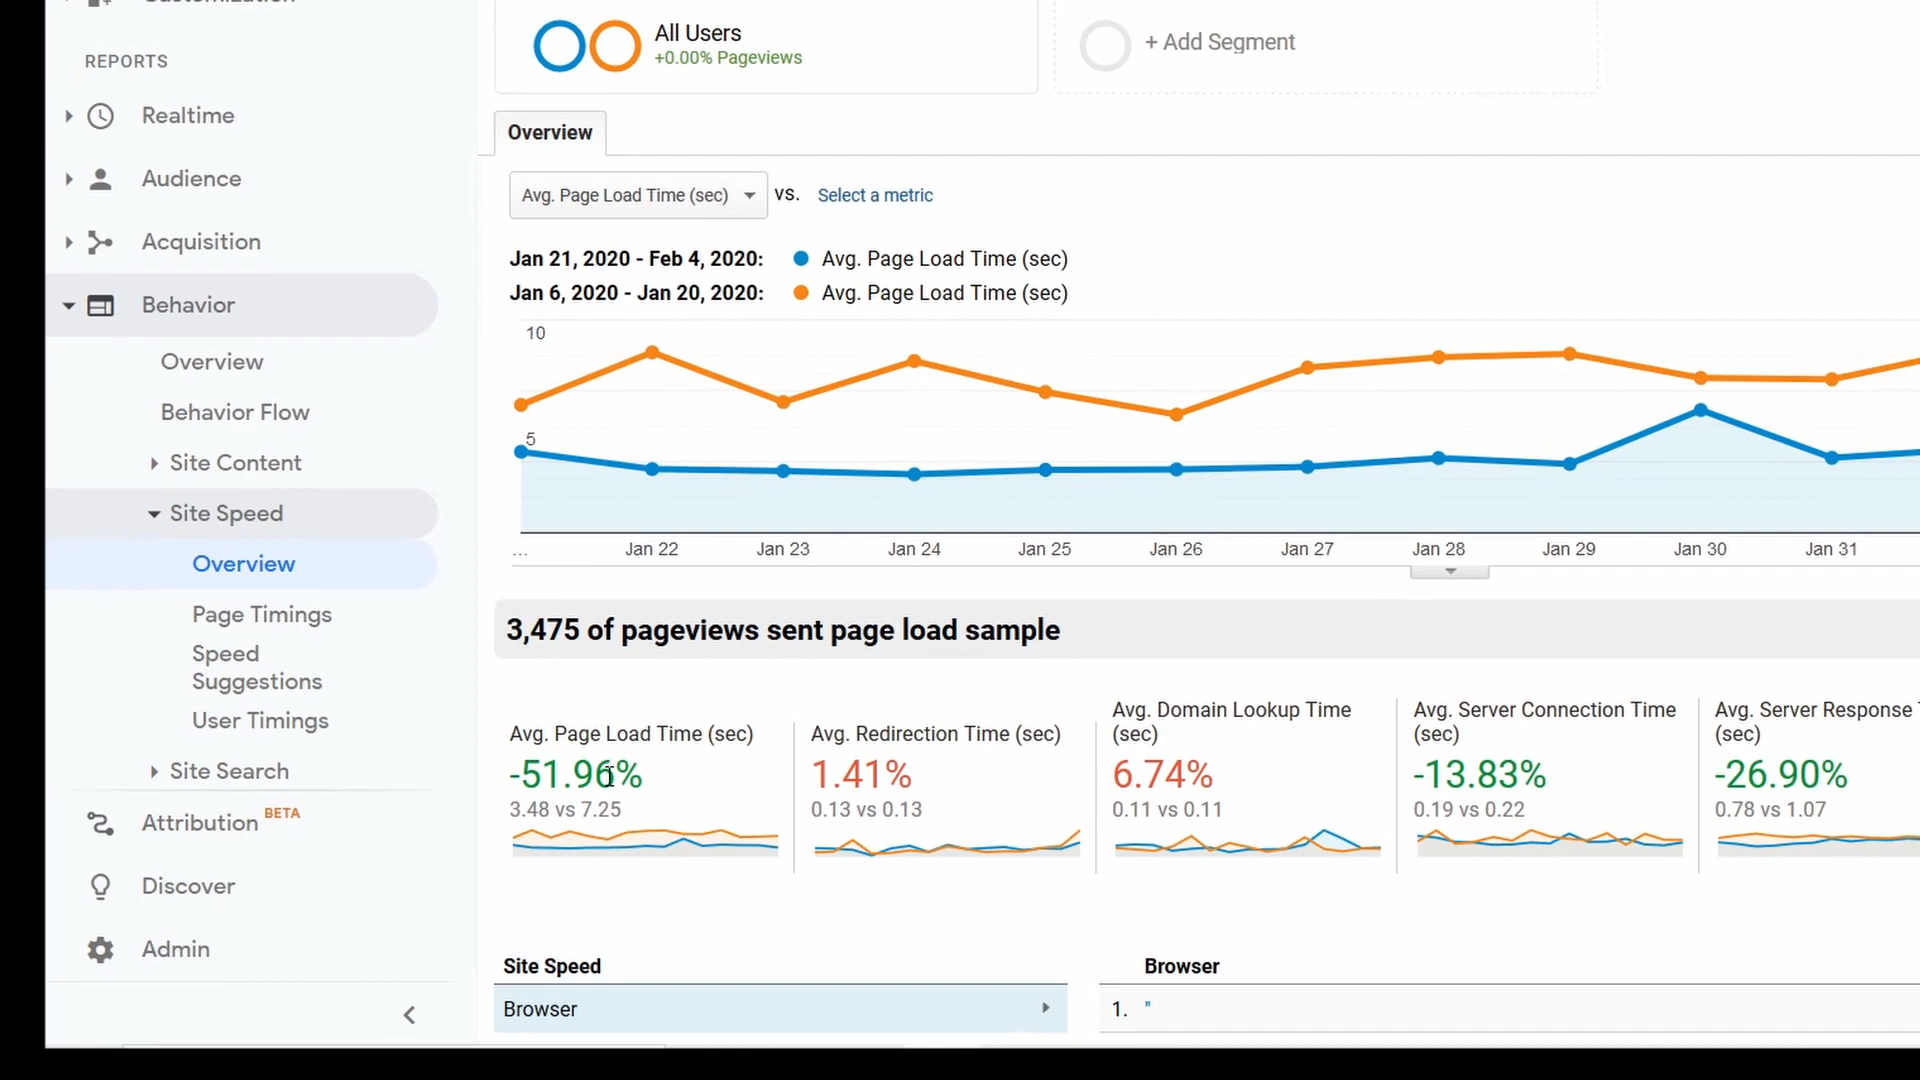 All Users
+0.00% Pageviews
+ Add Segment
REPORTS
Realtime
Audience
Acquisition
Behavior
Overview
Behavior Flow
Site Content
Site Speed
Overview
Page Timings
Speed
Suggestions
User Timings
Site Search
Attribution BETA
Discover
Admin
Overview
Avg. Page Load Time (sec) VS. Select a metric
Jan 21, 2020 - Feb 4, 2020: Avg. Page Load Time (sec)
Jan 6, 2020 - Jan 20, 2020: Avg. Page Load Time (sec)
10
5
... Jan 22 Jan 23 Jan 24 Jan 25 Jan 26 Jan 27 Jan 28 Jan 29 Jan 30 Jan 31
3,475 of pageviews sent page load sample
Avg. Page Load Time (sec)
-51.96%
3.48 vs 7.25
Avg. Redirection Time (sec)
1.41%
0.13 vs 0.13
Avg. Domain Lookup Time
(sec)
6.74%
0.11 vs 0.11
Avg. Server Connection Time
(sec)
-13.83%
0.19 vs 0.22
Avg. Server Response
(sec)
-26.90%
0.78 vs 1.07
Site Speed
Browser
Browser
1. "